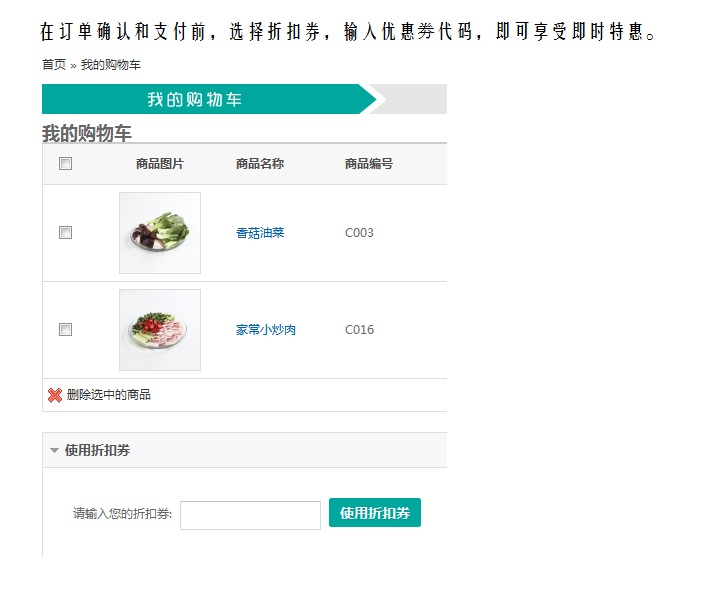 在订单确认和支付前，选择折扣券，输入优惠券代码，即可享受即时特惠。
首页 » 我的购物车
我的购物车
我的购物车
商品图片 商品名称 商品编号
香菇油菜 C003
家常小炒肉 C016
删除选中的商品
使用折扣券
请输入您的折扣券: 使用折扣券